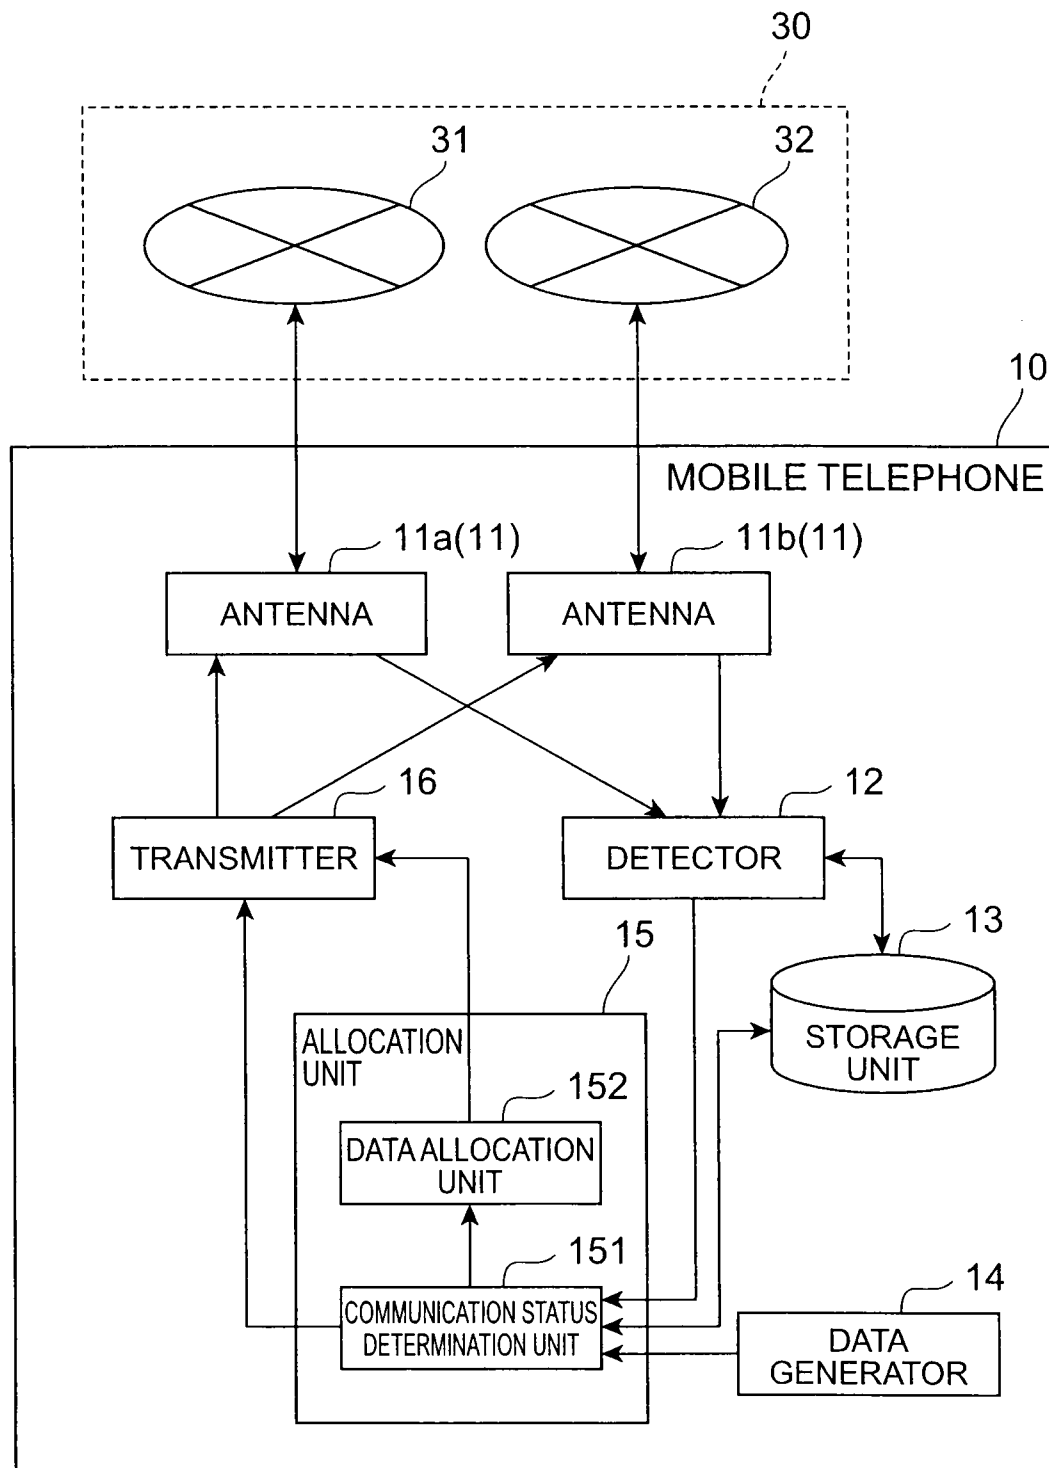 30
31
32
10
MOBILE TELEPHONE
11a(11)
11b(11)
ANTENNA
ANTENNA
16
12
TRANSMITTER
DETECTOR
13
15
STORAGE
UNIT
ALLOCATION
UNIT
152
DATA ALLOCATION
UNIT
151
14
COMMUNICATION STATUS
DETERMINATION UNIT
DATA
GENERATOR